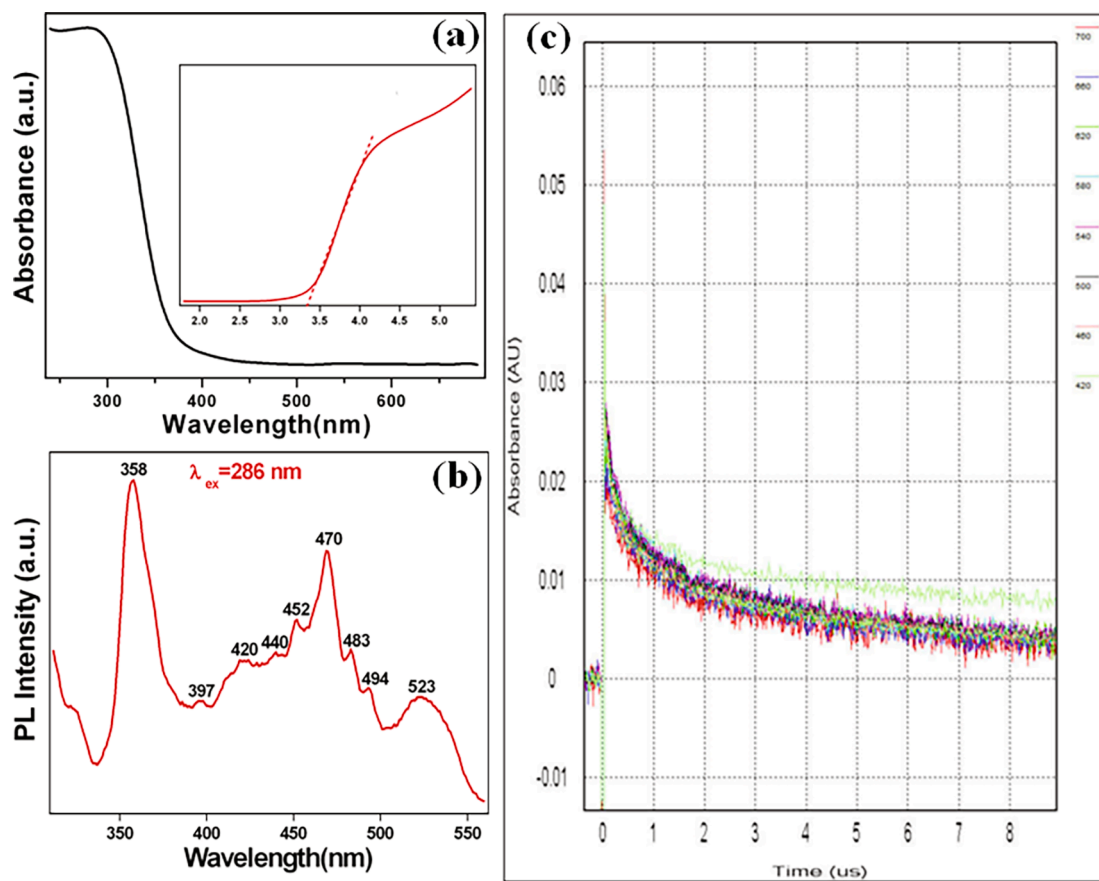 (a)
Absorbance (a.u.)
2.0 2.5 3.0 3.5 4.0 4.5 5.0
300 400 500 600
Wavelength(nm)
(b)
λ ex=286 nm
PL Intensity (a.u.)
358
397
420
440
452
470
483
494
523
350 400 450 500 550
Wavelength(nm)
(c)
Absorbance (AU)
0.06
0.05
0.04
0.03
0.02
0.01
0
-0.01
0 1 2 3 4 5 6 7 8
Time (us)
700
660
620
580
540
500
460
420